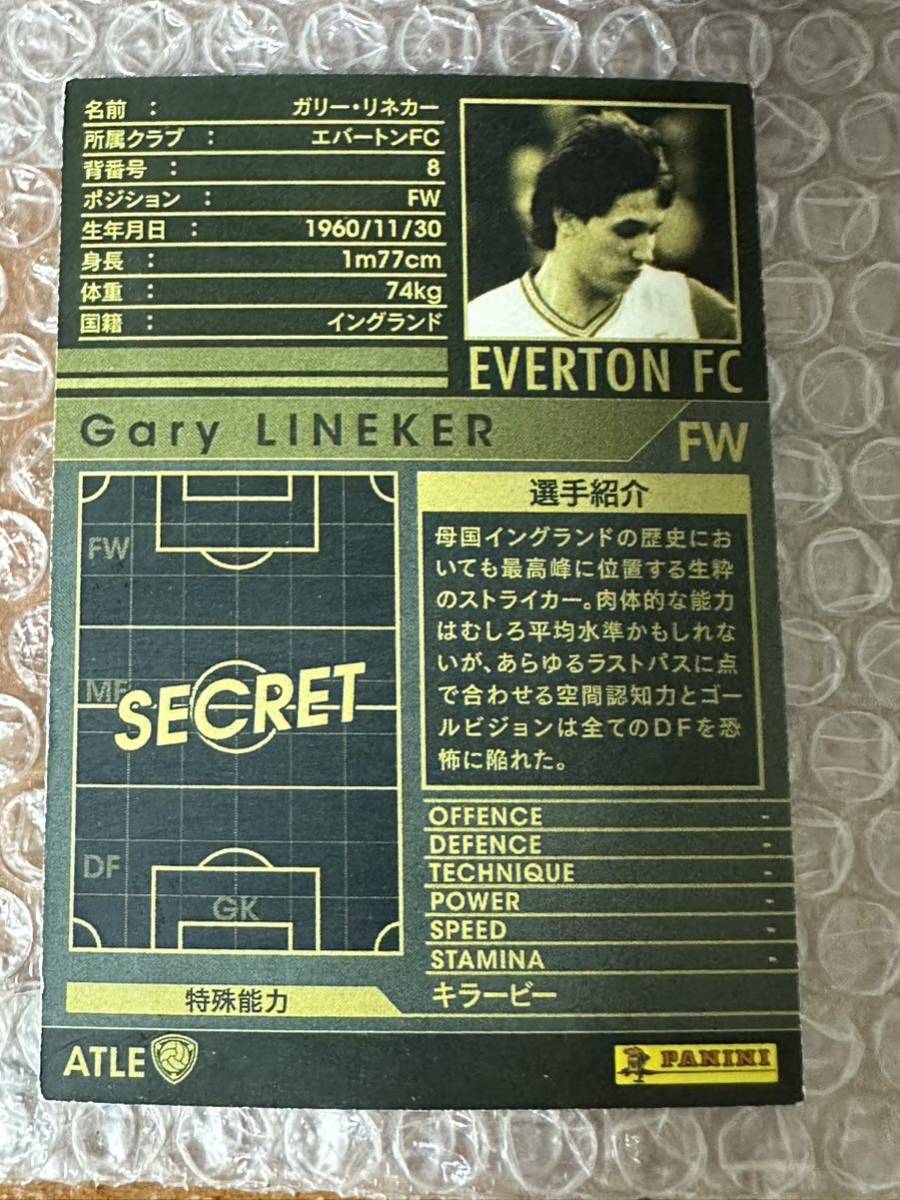 名前 : ガリー・リネカー
所属クラブ : エバートンFC
背番号 : 8
ポジション : FW
生年月日 : 1960/11/30
身長 : 1m77cm
体重 : 74kg
国籍 : イングランド
EVERTON FC
Gary LINEKER
FW
FW
MF
SECRET
DF
GK
選手紹介
母国イングランドの歴史にお
いても最高峰に位置する生粋
のストライカー。肉体的な能力
はむしろ平均水準かもしれな
いが、あらゆるラストパスに点
で合わせる空間認知力とゴー
ルビジョンは全てのDFを恐
怖に陥れた。
OFFENCE -
DEFENCE -
TECHNIQUE -
POWER -
SPEED -
STAMINA -
特殊能力 キラービー
ATLE
PANINI